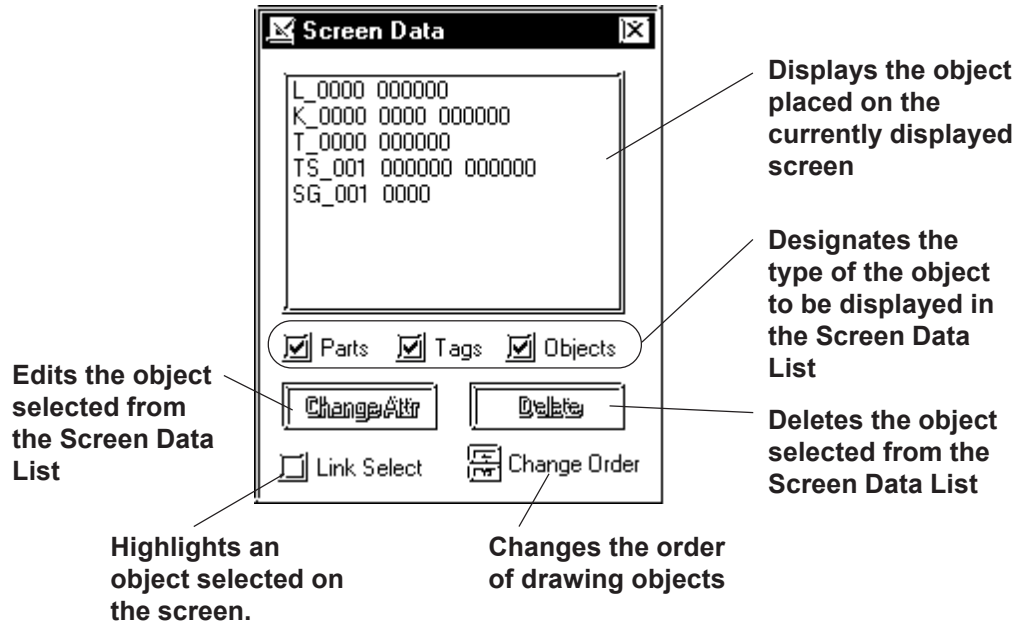 Screen Data
L_0000 000000
K_0000 0000 000000
T_0000 000000
TS_001 000000 000000
SG_001 0000
Parts Tags Objects
Change Attr Delete
Link Select Change Order
Displays the object
placed on the
currently displayed
screen
Designates the
type of the object
to be displayed in
the Screen Data
List
Edits the object
selected from
the Screen Data
List
Deletes the object
selected from the
Screen Data List
Highlights an
object selected on
the screen.
Changes the order
of drawing objects